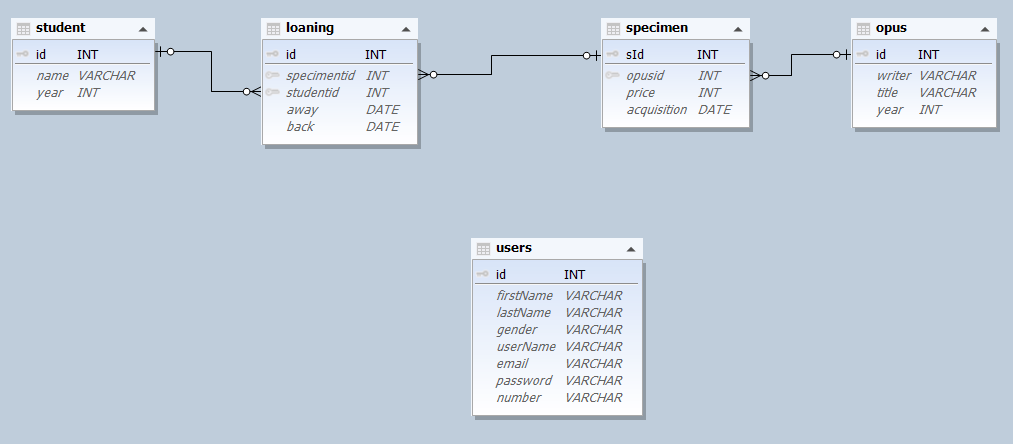 student
id INT
name VARCHAR
year INT
loaning
id INT
specimentid INT
studentid INT
away DATE
back DATE
specimen
sId INT
opusid INT
price INT
acquisition DATE
opus
id INT
writer VARCHAR
title VARCHAR
year INT
users
id INT
firstName VARCHAR
lastName VARCHAR
gender VARCHAR
userName VARCHAR
email VARCHAR
password VARCHAR
number VARCHAR